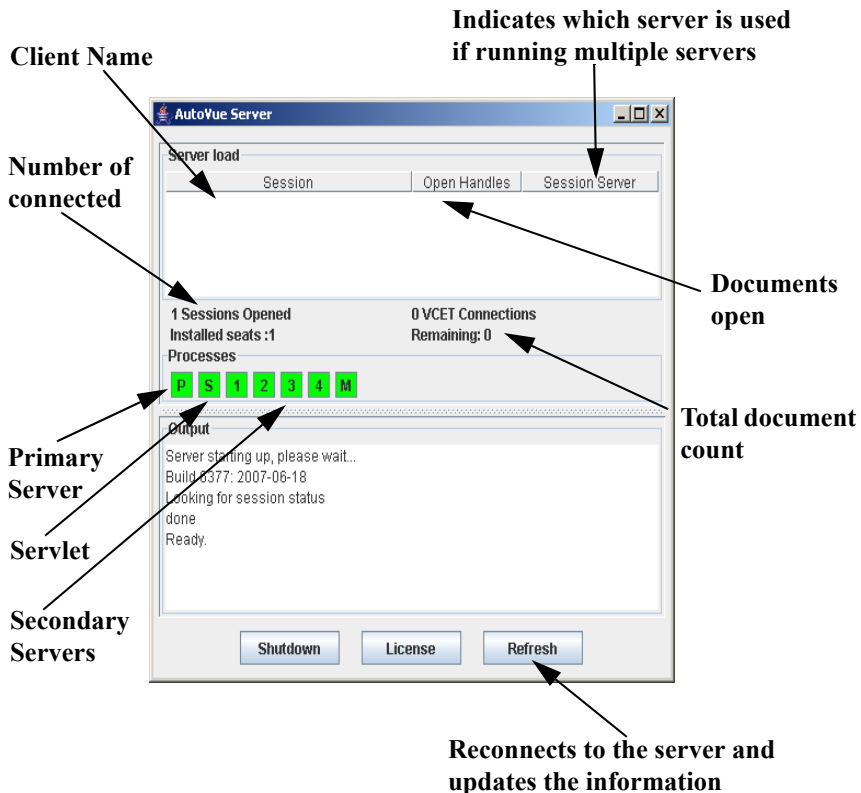 Indicates which server is used
if running multiple servers
Client Name
AutoVue Server
Server load
Number of
connected
Session
Open Handles
Session Server
Documents
open
1 Sessions Opened
0 VCET Connections
Installed seats :1
Remaining: 0
Processes
P S 1 2 3 4 M
Total document
count
Output
Primary
Server
Server starting up, please wait...
Build 6377: 2007-06-18
Looking for session status
done
Ready.
Servlet
Secondary
Servers
Shutdown
License
Refresh
Reconnects to the server and
updates the information